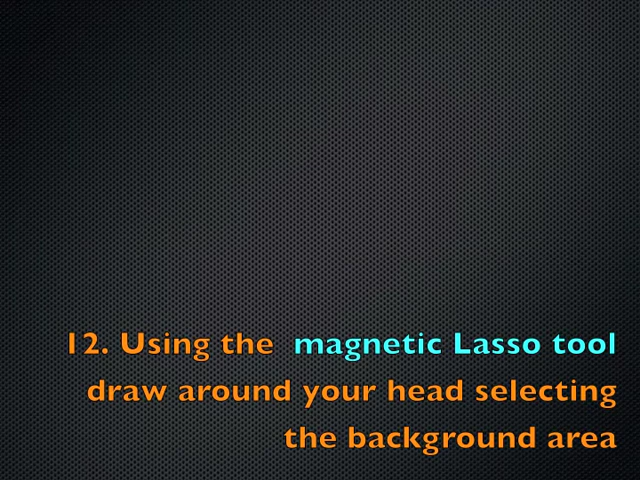 12. Using the magnetic Lasso tool
draw around your head selecting
the background area